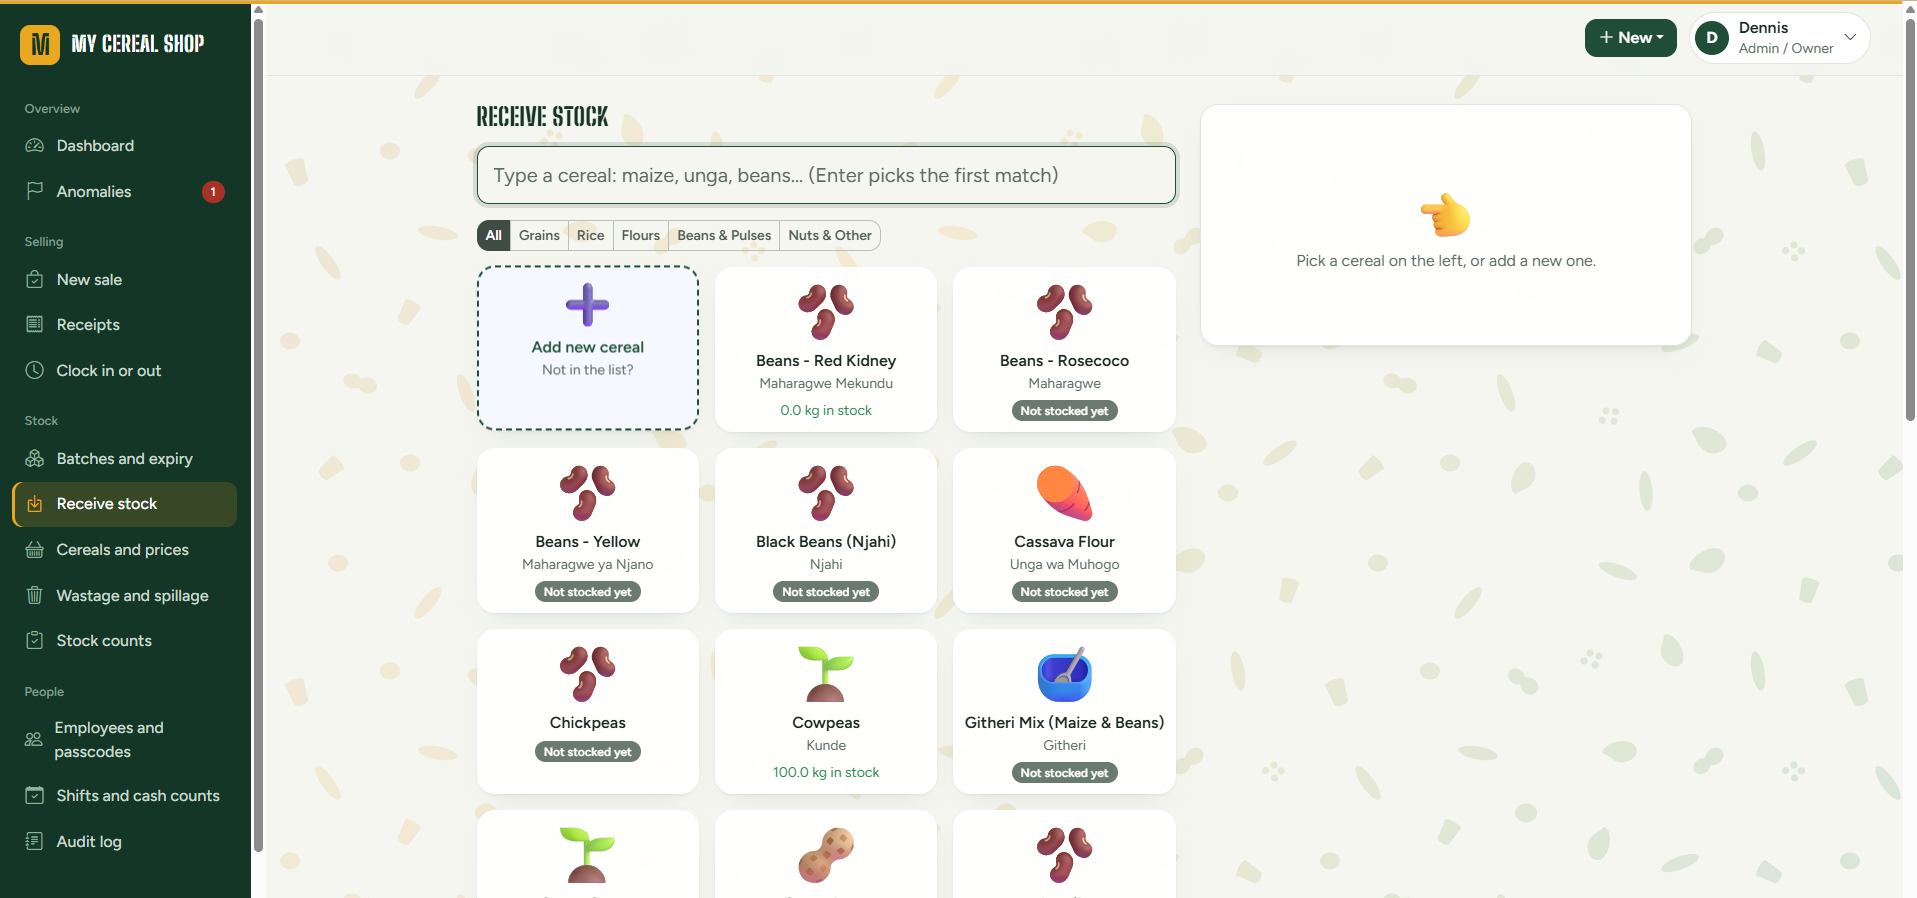 MY CEREAL SHOP
Overview
Dashboard
Anomalies
1
Selling
New sale
Receipts
Clock in or out
Stock
Batches and expiry
Receive stock
Cereals and prices
Wastage and spillage
Stock counts
People
Employees and
passcodes
Shifts and cash counts
Audit log
+ New
D
Dennis
Admin / Owner
RECEIVE STOCK
Type a cereal: maize, unga, beans... (Enter picks the first match)
All
Grains
Rice
Flours
Beans & Pulses
Nuts & Other
Add new cereal
Not in the list?
Beans - Red Kidney
Maharagwe Mekundu
0.0 kg in stock
Beans - Rosecoco
Maharagwe
Not stocked yet
Beans - Yellow
Maharagwe ya Njano
Not stocked yet
Black Beans (Njahi)
Njahi
Not stocked yet
Cassava Flour
Unga wa Muhogo
Not stocked yet
Chickpeas
Not stocked yet
Cowpeas
Kunde
100.0 kg in stock
Githeri Mix (Maize & Beans)
Githeri
Not stocked yet
Pick a cereal on the left, or add a new one.